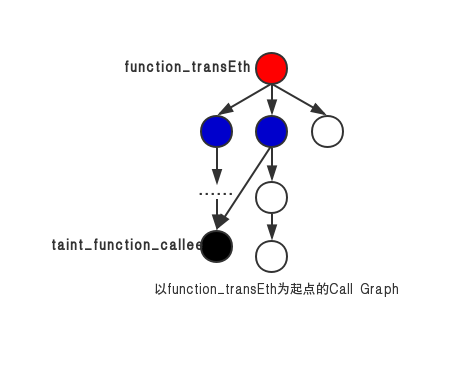 function_transEth
......
taint_function_callee
以function_transEth为起点的Call Graph